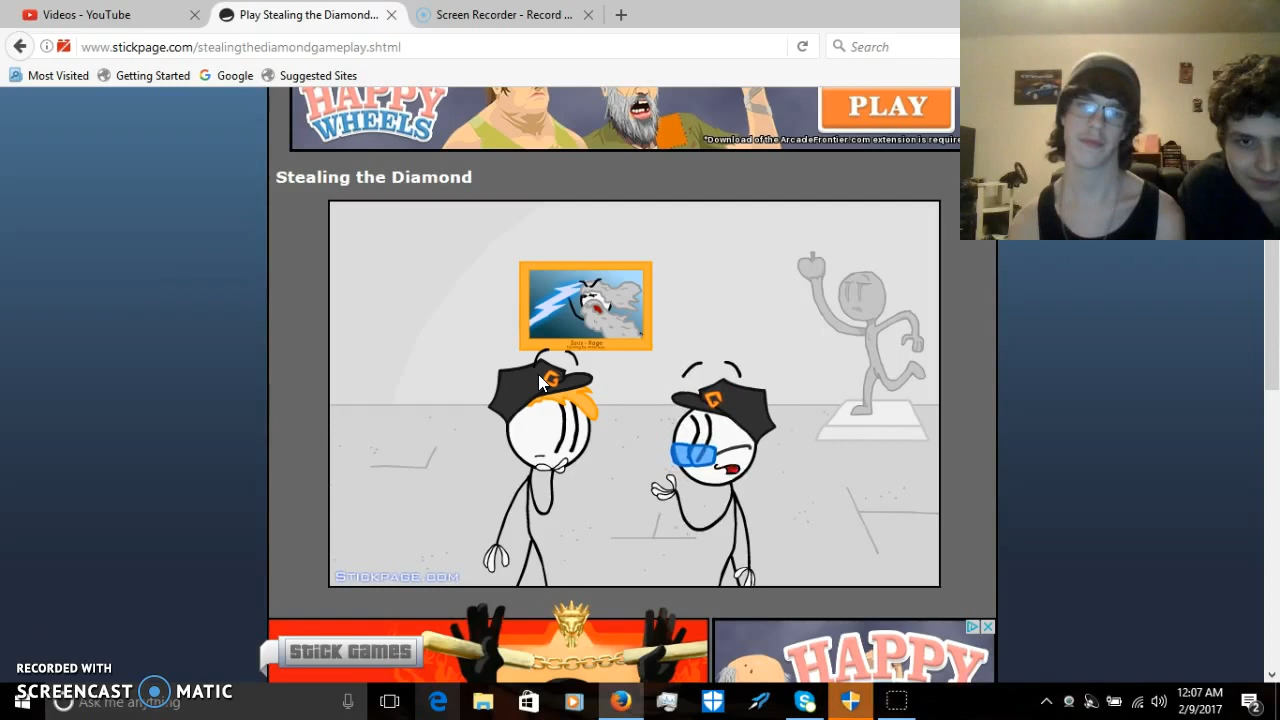 Videos - YouTube
Play Stealing the Diamond...
Screen Recorder - Record ...
www.stickpage.com/stealingthediamondgameplay.shtml
Search
Most Visited
Getting Started
Google
Suggested Sites
HAPPY
WHEELS
PLAY
*Download of the ArcadeFrontier.com extension is require
Stealing the Diamond
G
G
STICKPAGE.COM
STICK GAMES
HAPPY
RECORDED WITH
SCREENCAST MATIC
Ask me anything
12:07 AM
2/9/2017
2